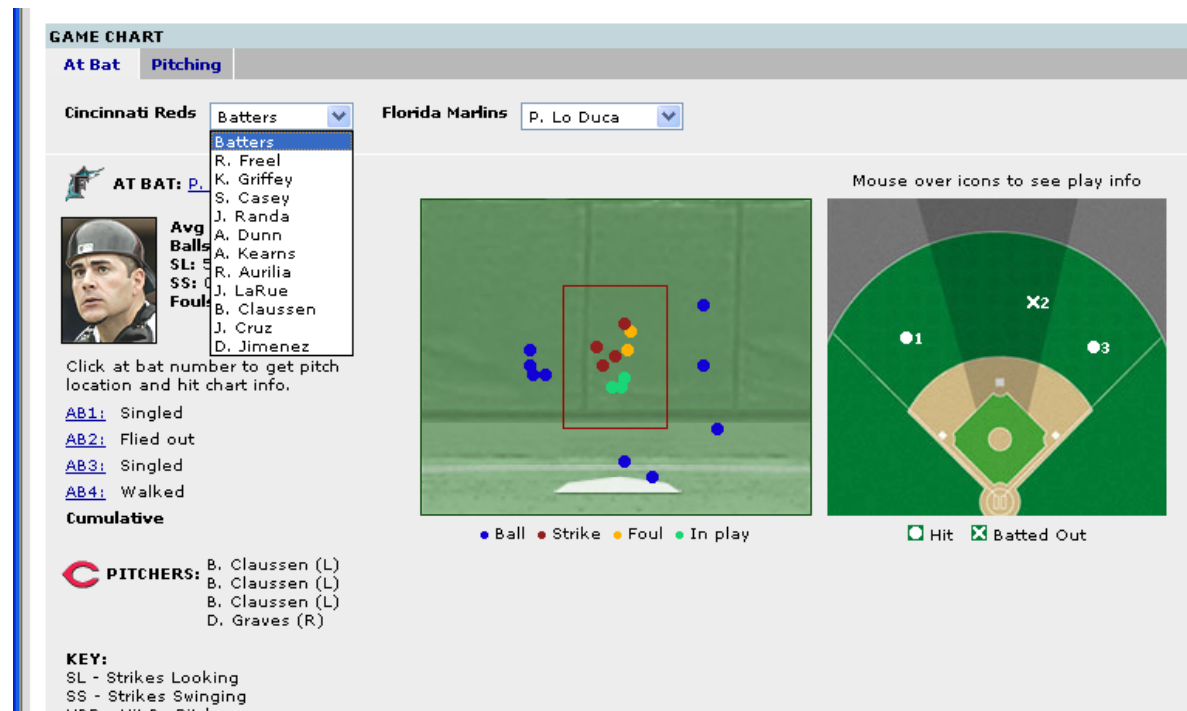 GAME CHART
At Bat Pitching
Cincinnati Reds Batters Florida Marlins P. Lo Duca
Batters
R. Freel
K. Griffey
S. Casey
J. Randa
A. Dunn
A. Kearns
R. Aurilia
J. LaRue
B. Claussen
J. Cruz
D. Jimenez
AT BAT: P.
Avg
Balls
SL: 5
SS: 0
Fouls
Click at bat number to get pitch
location and hit chart info.
AB1: Singled
AB2: Flied out
AB3: Singled
AB4: Walked
Cumulative
Mouse over icons to see play info
1
2
3
Ball Strike Foul In play
Hit Batted Out
PITCHERS: B. Claussen (L)
B. Claussen (L)
B. Claussen (L)
D. Graves (R)
KEY:
SL - Strikes Looking
SS - Strikes Swinging